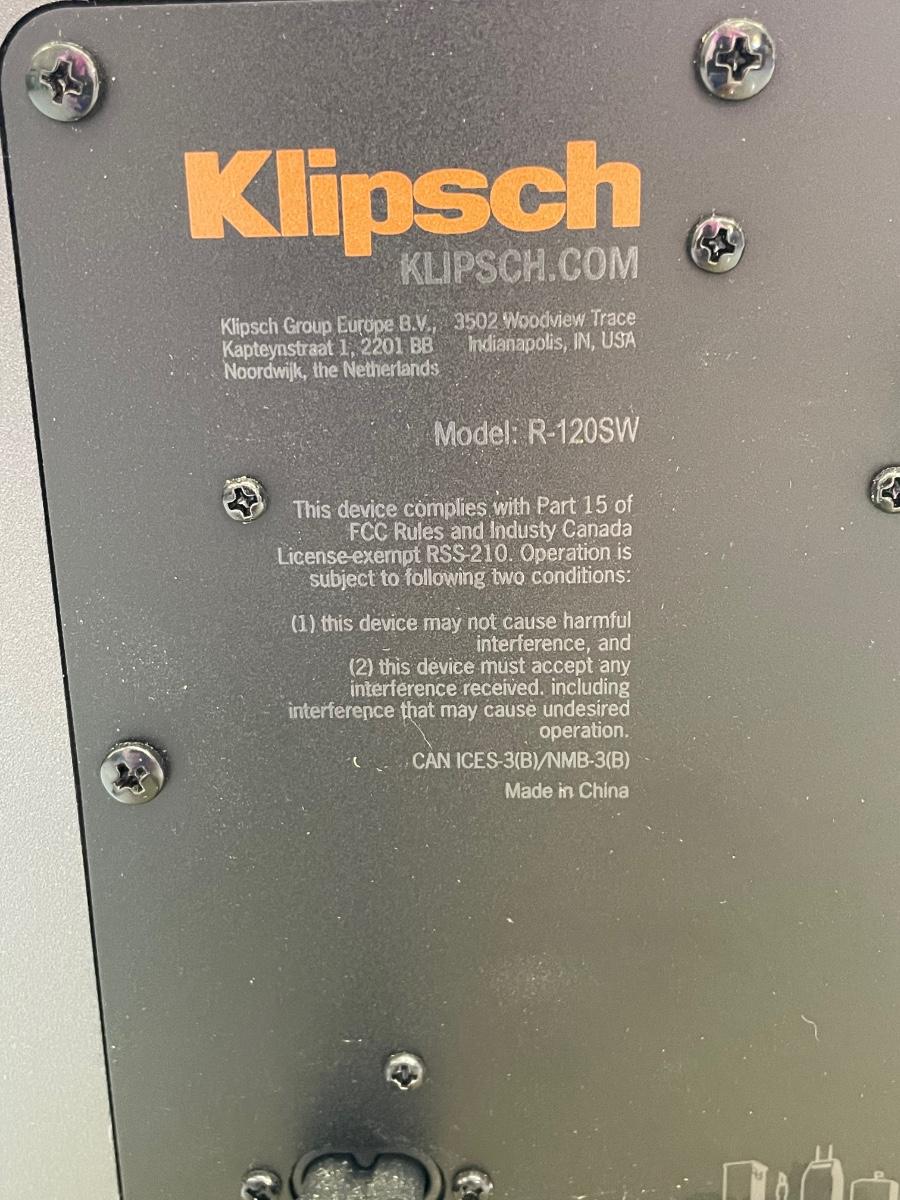 Klipsch
KLIPSCH.COM
Klipsch Group Europe B.V.,
Kapteynstraat 1, 2201 BB
Noordwijk, the Netherlands
3502 Woodview Trace
Indianapolis, IN, USA
Model: R-120SW
This device complies with Part 15 of
FCC Rules and Industy Canada
License-exempt RSS-210. Operation is
subject to following two conditions:
(1) this device may not cause harmful
interference, and
(2) this device must accept any
interference received. including
interference that may cause undesired
operation.
CAN ICES-3(B)/NMB-3(B)
Made in China